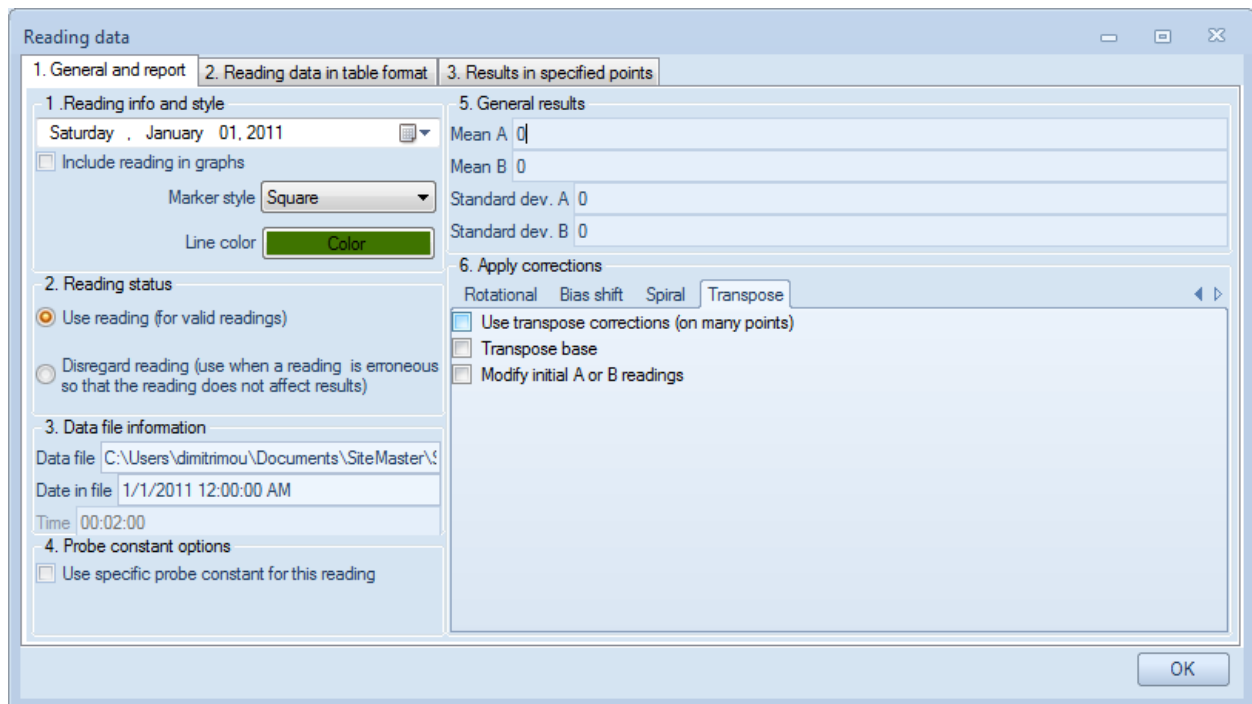 Reading data
1. General and report
2. Reading data in table format
3. Results in specified points
1 .Reading info and style
Saturday , January 01, 2011
Include reading in graphs
Marker style Square
Line color Color
2. Reading status
Use reading (for valid readings)
Disregard reading (use when a reading is erroneous
so that the reading does not affect results)
3. Data file information
Data file C:\Users\dimitrimou\Documents\SiteMaster\
Date in file 1/1/2011 12:00:00 AM
Time 00:02:00
4. Probe constant options
Use specific probe constant for this reading
5. General results
Mean A 0
Mean B 0
Standard dev. A 0
Standard dev. B 0
6. Apply corrections
Rotational Bias shift Spiral Transpose
Use transpose corrections (on many points)
Transpose base
Modify initial A or B readings
OK